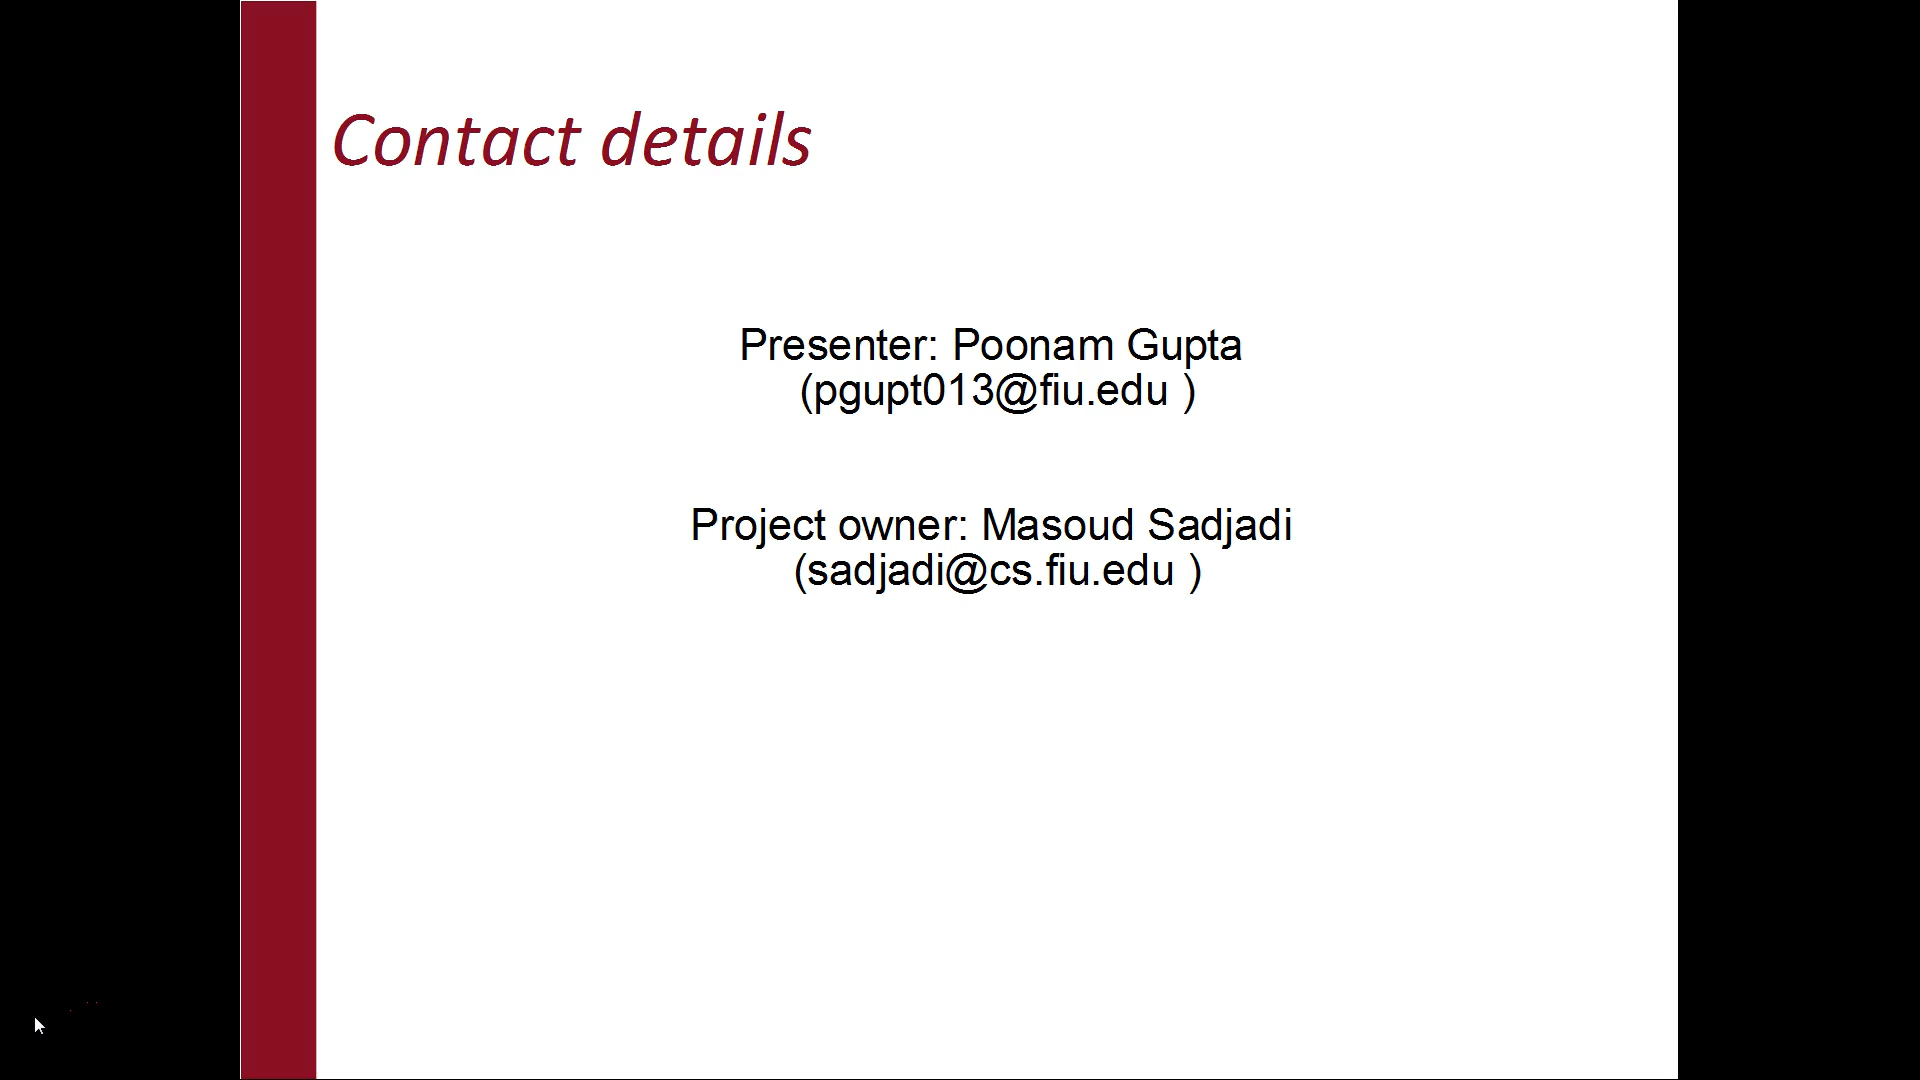 Contact details
Presenter: Poonam Gupta
(pgupt013@fiu.edu )
Project owner: Masoud Sadjadi
(sadjadi@cs.fiu.edu )